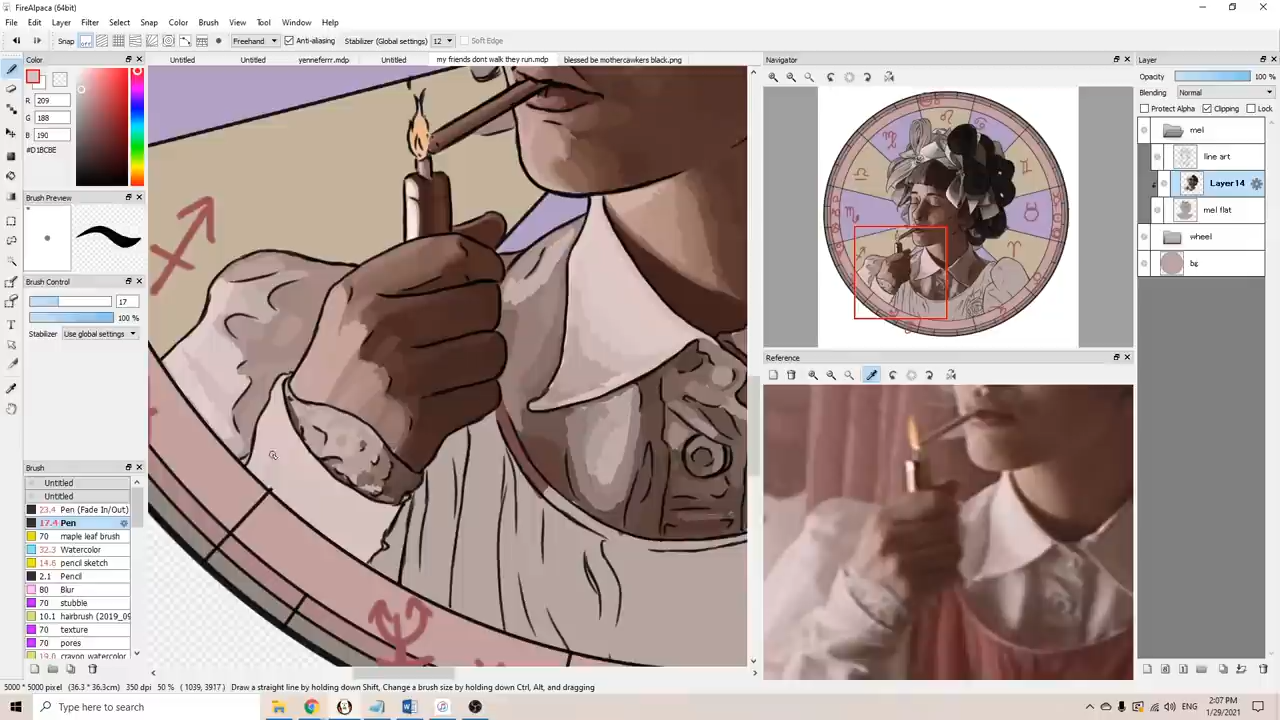 FireAlpaca (64bit)
File Edit Layer Filter Select Snap Color Brush View Tool Window Help
Snap Off Freehand Anti-aliasing Stabilizer (Global settings) 12 Soft Edge
Color
Untitled Untitled yenneferrr.mdp Untitled my friends dont walk they run.mdp blessed be mothercawkers black.png
R 209
G 188
B 190
#D1BCBE
Brush Preview
Brush Control
17
100 %
Stabilizer Use global settings
Brush
Untitled
Untitled
23.4 Pen (Fade In/Out)
17.4 Pen
70 maple leaf brush
32.3 Watercolor
14.6 pencil sketch
2.1 Pencil
80 Blur
70 stubble
10.1 hairbrush (2019_09
70 texture
70 pores
19.0 crayon watercolor
Navigator
Reference
Layer
Opacity 100 %
Blending Normal
Protect Alpha Clipping Lock
mel
line art
Layer14
mel flat
wheel
bg
5000 * 5000 pixel (36.3 * 36.3cm) 350 dpi 50 % (1039, 3917) Draw a straight line by holding down Shift, Change a brush size by holding down Ctrl, Alt, and dragging
Type here to search
2:07 PM
1/29/2021